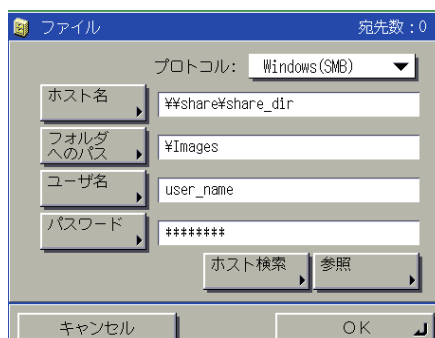 ファイル
宛先数:0
プロトコル: Windows(SMB)
ホスト名
¥¥share¥share_dir
フォルダ
へのパス
¥Images
ユーザ名
user_name
パスワード
********
ホスト検索
参照
キャンセル
OK